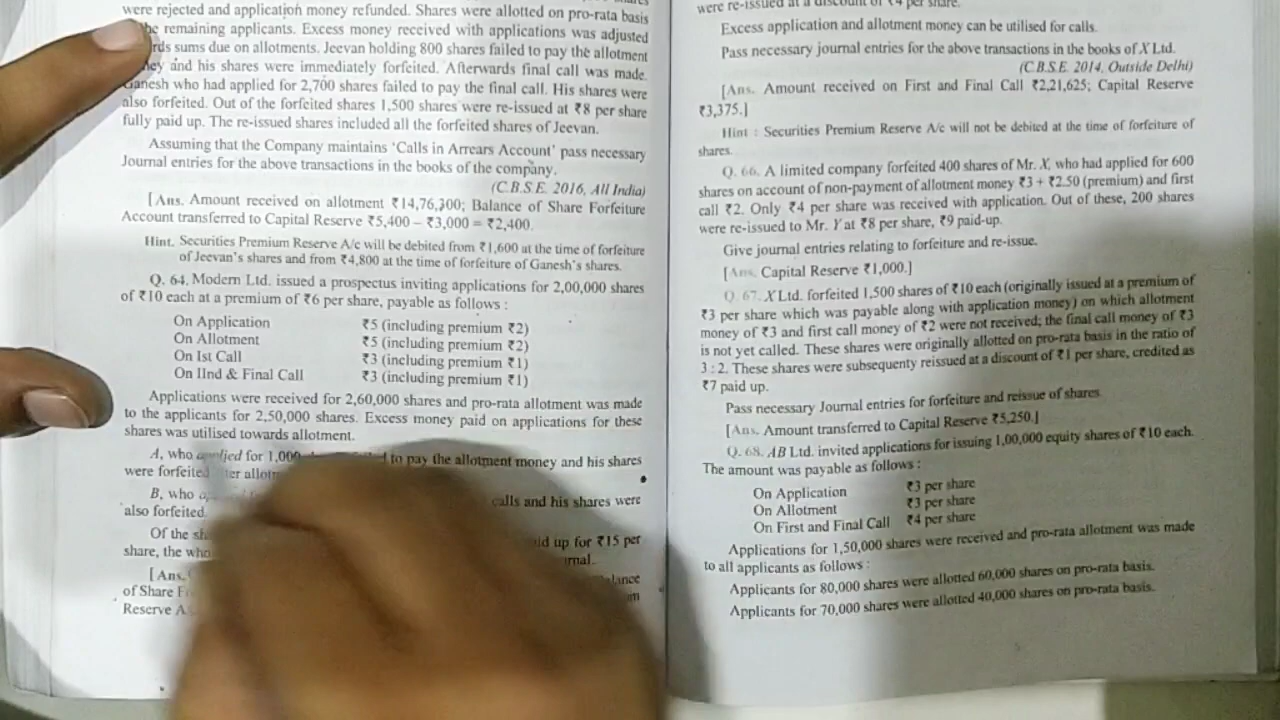 were rejected and application money refunded. Shares were allotted on pro-rata basis
remaining applicants. Excess money received with applications was adjusted
sums due on allotments. Jeevan holding 800 shares failed to pay the allotment
and his shares were immediately forfeited. Afterwards final call was made.
Ganesh who had applied for 2,700 shares failed to pay the final call. His shares were
also forfeited. Out of the forfeited shares 1,500 shares were re-issued at ₹8 per share
fully paid up. The re-issued shares included all the forfeited shares of Jeevan.
Assuming that the Company maintains 'Calls in Arrears Account' pass necessary
Journal entries for the above transactions in the books of the company.
(C.B.S.E. 2016, All India)
[Ans. Amount received on allotment ₹14,76,300; Balance of Share Forfeiture
Account transferred to Capital Reserve ₹5,400 – ₹3,000 = ₹2,400.
Hint. Securities Premium Reserve A/c will be debited from ₹1,600 at the time of forfeiture
of Jeevan's shares and from ₹4,800 at the time of forfeiture of Ganesh's shares.
Q. 64. Modern Ltd. issued a prospectus inviting applications for 2,00,000 shares
of ₹10 each at a premium of ₹6 per share, payable as follows :
On Application ₹5 (including premium ₹2)
On Allotment ₹5 (including premium ₹2)
On Ist Call ₹3 (including premium ₹1)
On IInd & Final Call ₹3 (including premium ₹1)
Applications were received for 2,60,000 shares and pro-rata allotment was made
to the applicants for 2,50,000 shares. Excess money paid on applications for these
shares was utilised towards allotment.
A, who applied for 1,000 to pay the allotment money and his shares
were forfeited
B, who calls and his shares were
also forfeited.
Of the up for ₹15 per
share, the
[Ans.
of Share
Reserve
were re-issued at a discount of ₹4 per share.
Excess application and allotment money can be utilised for calls.
Pass necessary journal entries for the above transactions in the books of X Ltd.
(C.B.S.E. 2014, Outside Delhi)
[Ans. Amount received on First and Final Call ₹2,21,625; Capital Reserve
₹3,375.]
Hint : Securities Premium Reserve A/c will not be debited at the time of forfeiture of
shares.
Q. 66. A limited company forfeited 400 shares of Mr. X, who had applied for 600
shares on account of non-payment of allotment money ₹3 + ₹2.50 (premium) and first
call ₹2. Only ₹4 per share was received with application. Out of these, 200 shares
were re-issued to Mr. Y at ₹8 per share, ₹9 paid-up.
Give journal entries relating to forfeiture and re-issue.
[Ans. Capital Reserve ₹1,000.]
Q. 67. X Ltd. forfeited 1,500 shares of ₹10 each (originally issued at a premium of
₹3 per share which was payable along with application money) on which allotment
money of ₹3 and first call money of ₹2 were not received; the final call money of ₹3
is not yet called. These shares were originally allotted on pro-rata basis in the ratio of
3 : 2. These shares were subsequenty reissued at a discount of ₹1 per share, credited as
₹7 paid up.
Pass necessary Journal entries for forfeiture and reissue of shares.
[Ans. Amount transferred to Capital Reserve ₹5,250.]
Q. 68. AB Ltd. invited applications for issuing 1,00,000 equity shares of ₹10 each.
The amount was payable as follows :
On Application ₹3 per share
On Allotment ₹3 per share
On First and Final Call ₹4 per share
Applications for 1,50,000 shares were received and pro-rata allotment was made
to all applicants as follows :
Applicants for 80,000 shares were allotted 60,000 shares on pro-rata basis.
Applicants for 70,000 shares were allotted 40,000 shares on pro-rata basis.